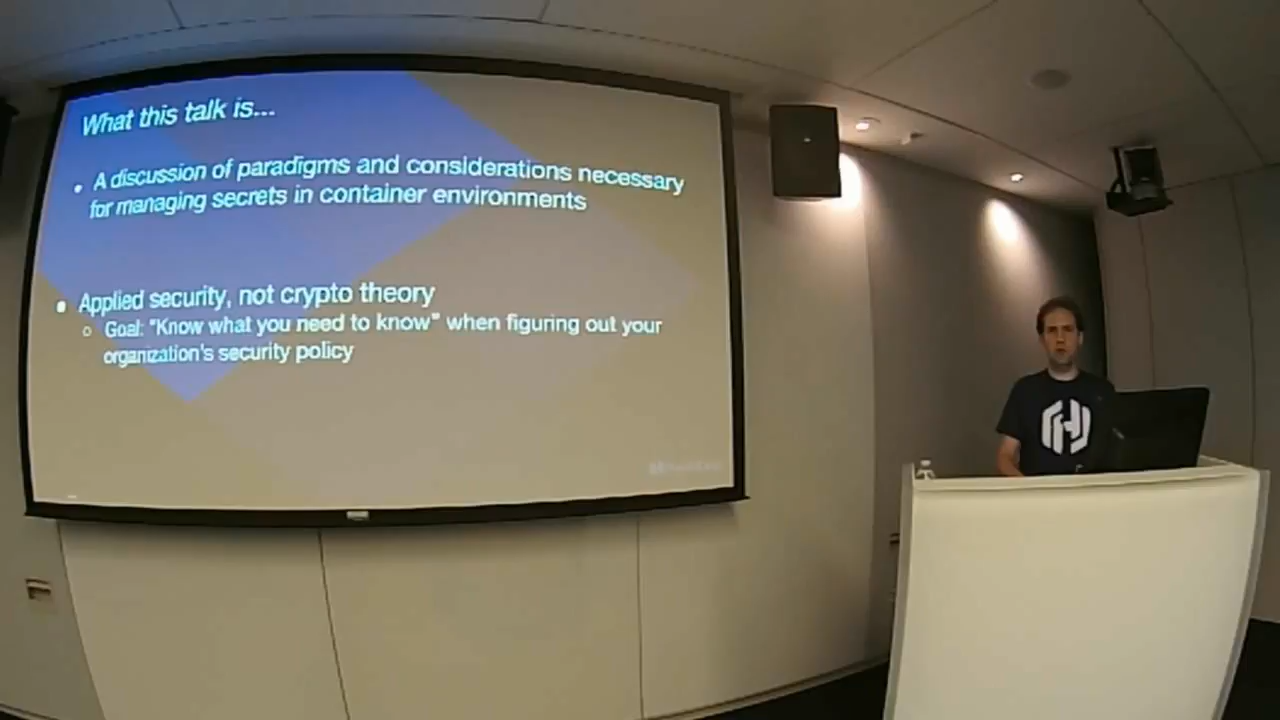 What this talk is...
• A discussion of paradigms and considerations necessary
for managing secrets in container environments
• Applied security, not crypto theory
○ Goal: "Know what you need to know" when figuring out your
organization's security policy